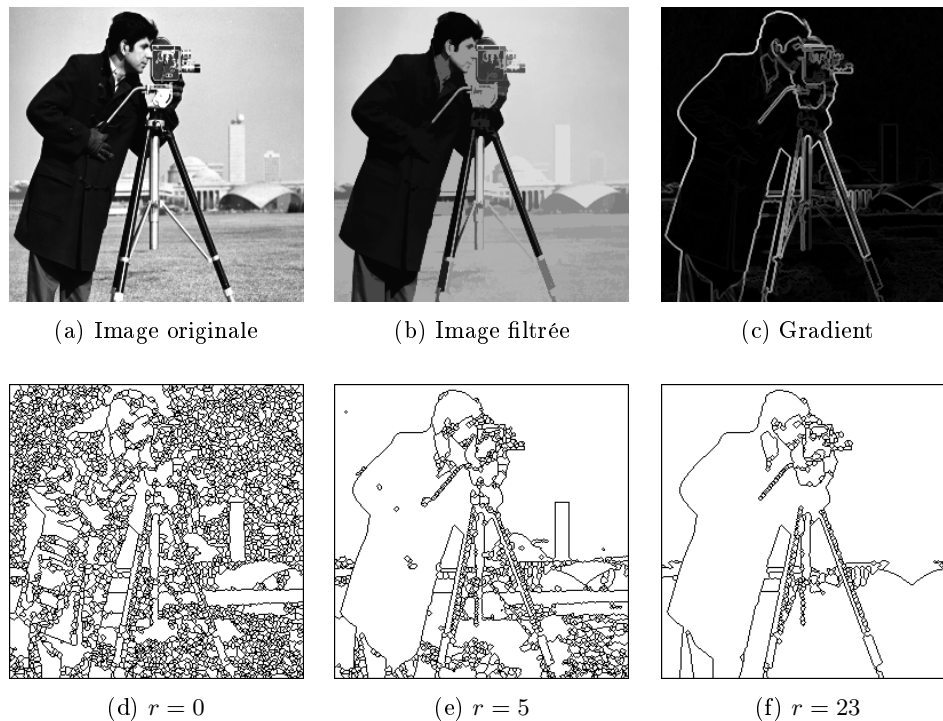 (a) Image originale
(b) Image filtrée
(c) Gradient
(d) r = 0
(e) r = 5
(f) r = 23